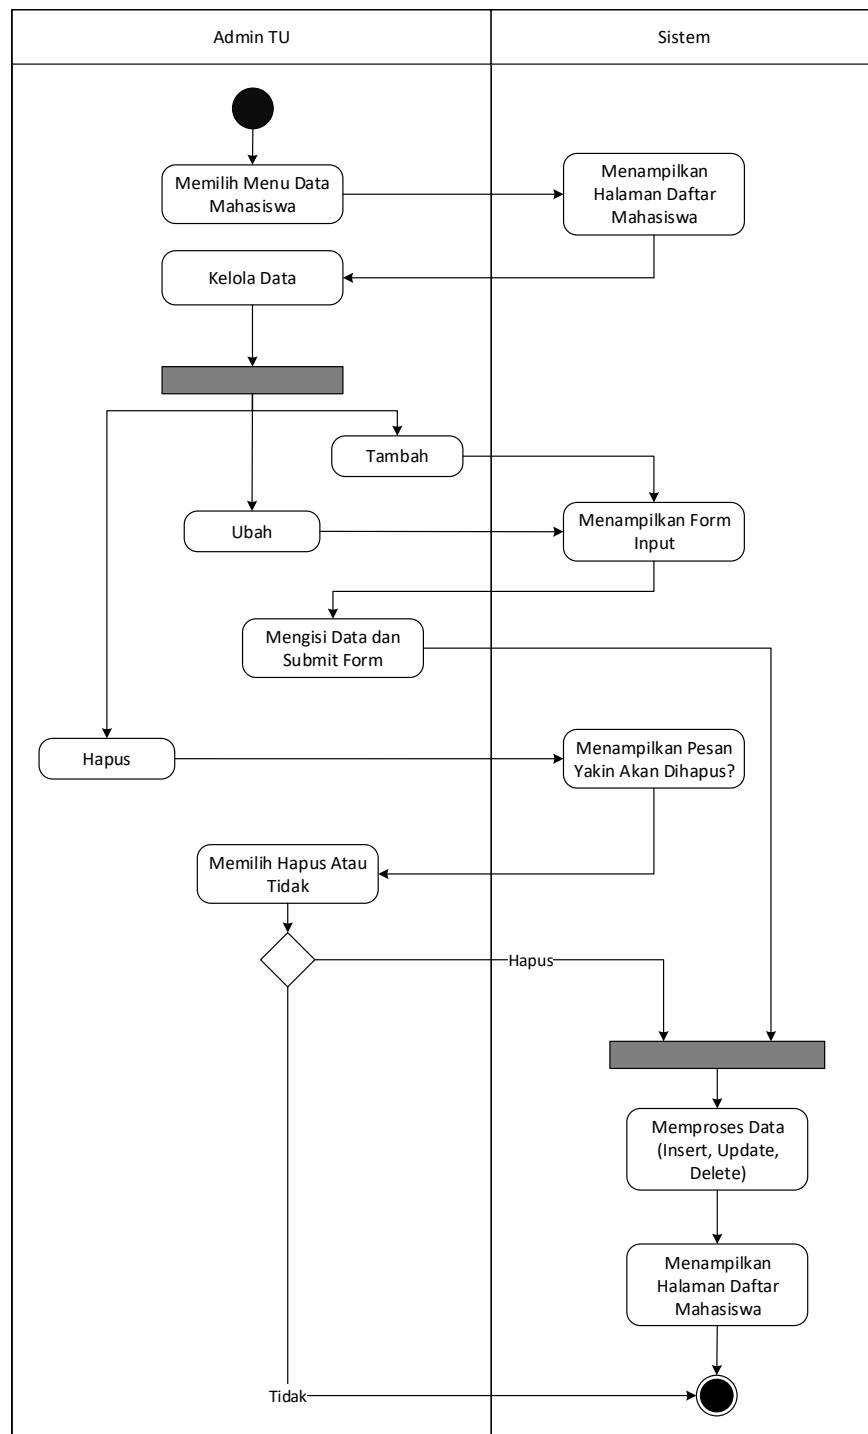 Admin TU
Sistem
Memilih Menu Data
Mahasiswa
Menampilkan
Halaman Daftar
Mahasiswa
Kelola Data
Tambah
Ubah
Menampilkan Form
Input
Mengisi Data dan
Submit Form
Hapus
Menampilkan Pesan
Yakin Akan Dihapus?
Memilih Hapus Atau
Tidak
Hapus
Memproses Data
(Insert, Update,
Delete)
Menampilkan
Halaman Daftar
Mahasiswa
Tidak